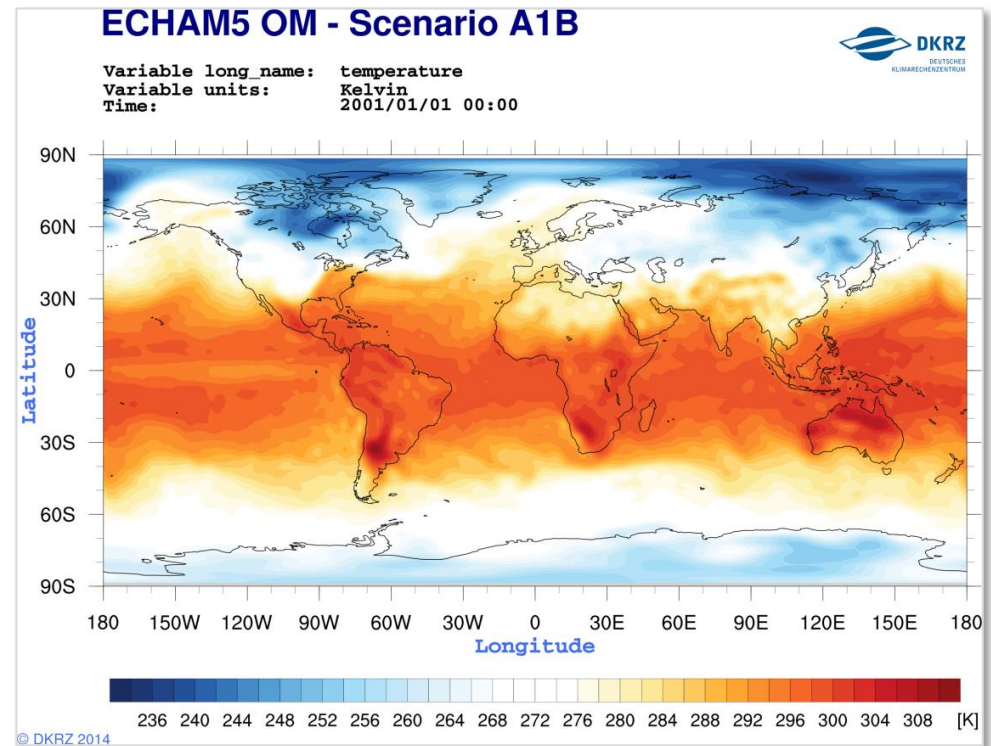 ECHAM5 OM - Scenario A1B
DKRZ
DEUTSCHES
KLIMARECHENZENTRUM
Variable long_name: temperature
Variable units: Kelvin
Time: 2001/01/01 00:00
90N
60N
30N
0
30S
60S
90S
Latitude
180 150W 120W 90W 60W 30W 0 30E 60E 90E 120E 150E 180
Longitude
236 240 244 248 252 256 260 264 268 272 276 280 284 288 292 296 300 304 308 [K]
© DKRZ 2014